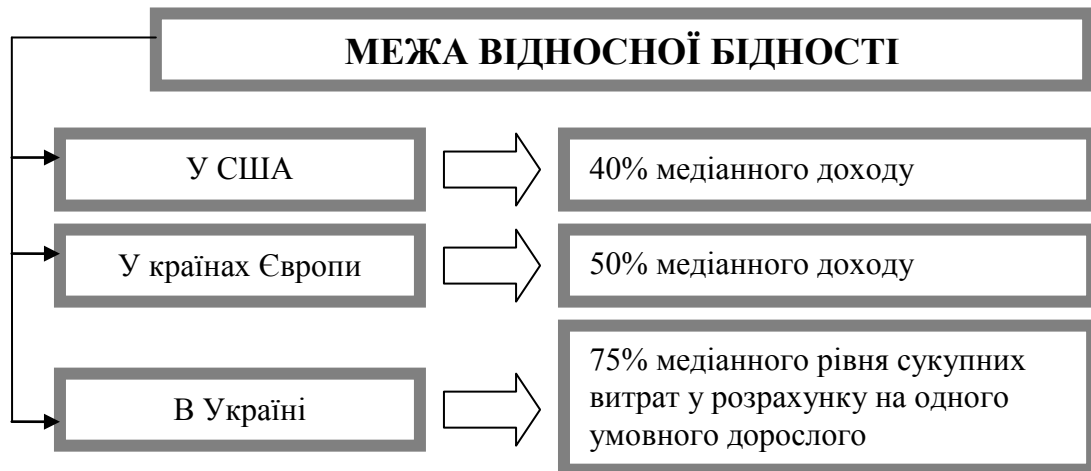 МЕЖА ВІДНОСНОЇ БІДНОСТІ
У США
40% медіанного доходу
У країнах Європи
50% медіанного доходу
В Україні
75% медіанного рівня сукупних
витрат у розрахунку на одного
умовного дорослого